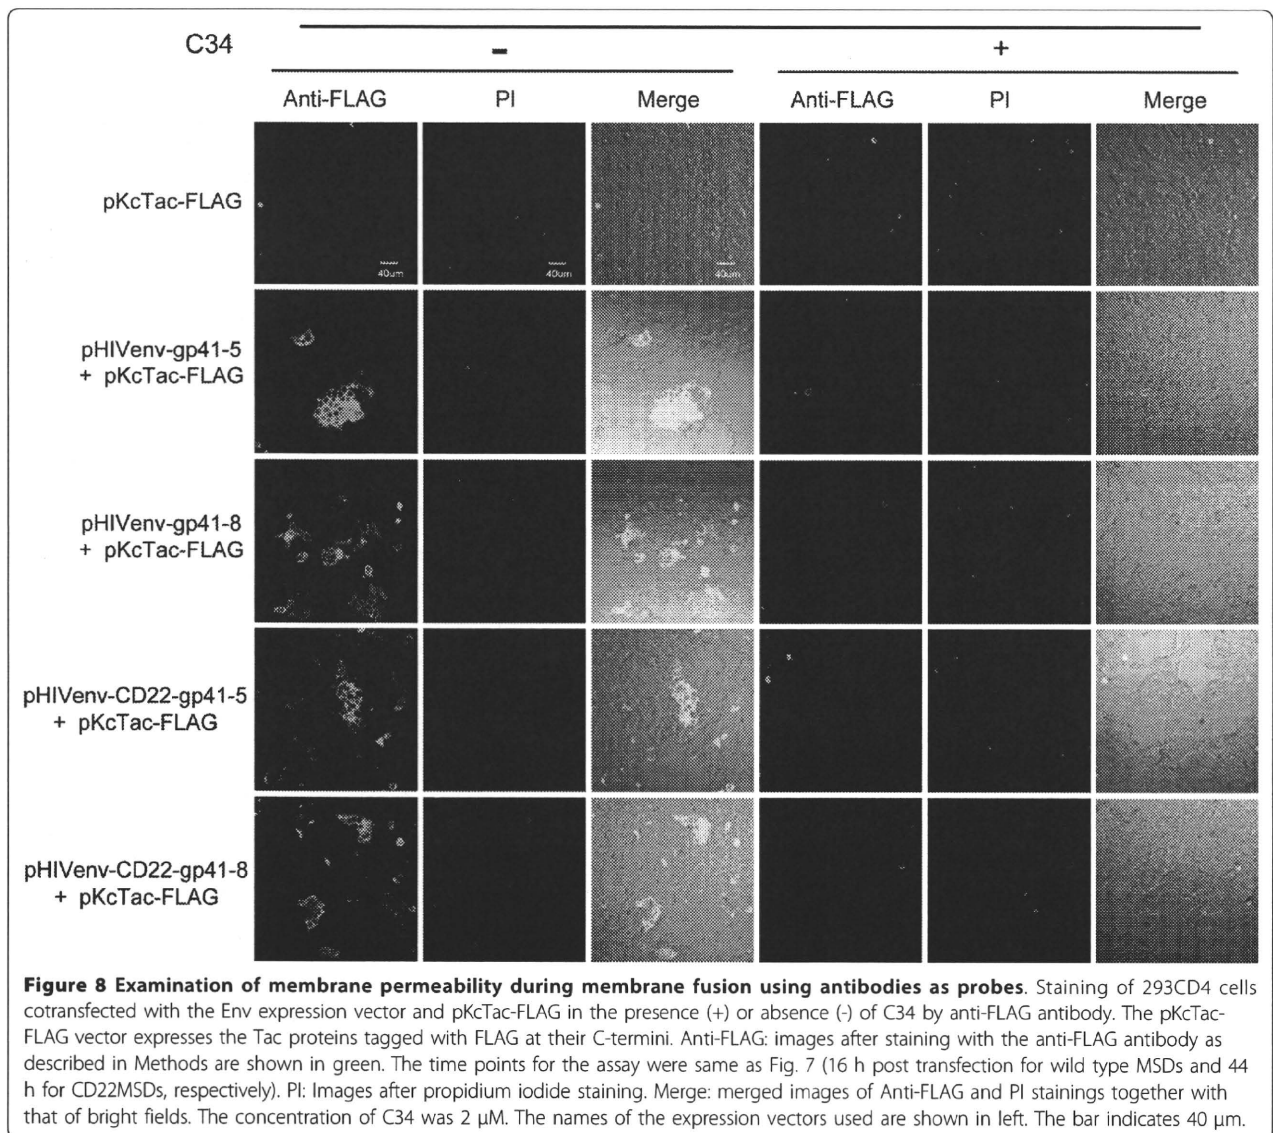 C34
-
+
Anti-FLAG PI Merge Anti-FLAG PI Merge
pKcTac-FLAG
40um 40um 40um
pHIVenv-gp41-5
+ pKcTac-FLAG
pHIVenv-gp41-8
+ pKcTac-FLAG
pHIVenv-CD22-gp41-5
+ pKcTac-FLAG
pHIVenv-CD22-gp41-8
+ pKcTac-FLAG
Figure 8 Examination of membrane permeability during membrane fusion using antibodies as probes. Staining of 293CD4 cells
cotransfected with the Env expression vector and pKcTac-FLAG in the presence (+) or absence (-) of C34 by anti-FLAG antibody. The pKcTac-
FLAG vector expresses the Tac proteins tagged with FLAG at their C-termini. Anti-FLAG: images after staining with the anti-FLAG antibody as
described in Methods are shown in green. The time points for the assay were same as Fig. 7 (16 h post transfection for wild type MSDs and 44
h for CD22MSDs, respectively). PI: Images after propidium iodide staining. Merge: merged images of Anti-FLAG and PI stainings together with
that of bright fields. The concentration of C34 was 2 μM. The names of the expression vectors used are shown in left. The bar indicates 40 μm.